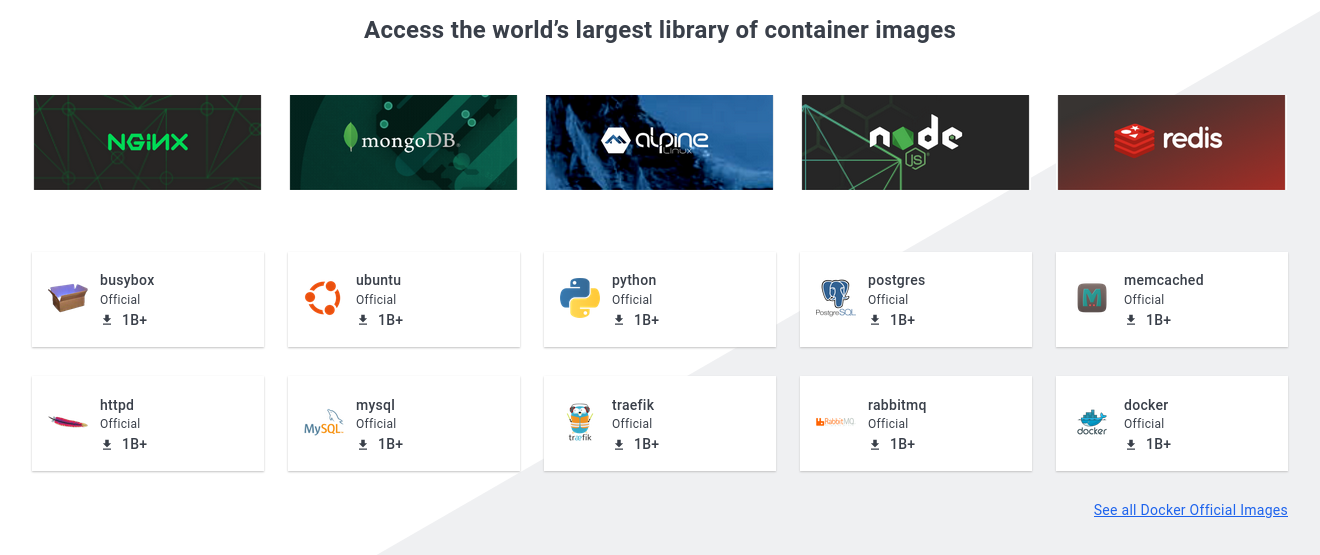 Access the world’s largest library of container images
NGINX
mongoDB®
alpine
Linux
node
JS®
redis
busybox
Official
1B+
ubuntu
Official
1B+
python
Official
1B+
postgres
Official
1B+
PostgreSQL
memcached
Official
1B+
M
httpd
Official
1B+
mysql
Official
1B+
MySQL
traefik
Official
1B+
træfik
rabbitmq
Official
1B+
RabbitMQ
docker
Official
1B+
docker
See all Docker Official Images